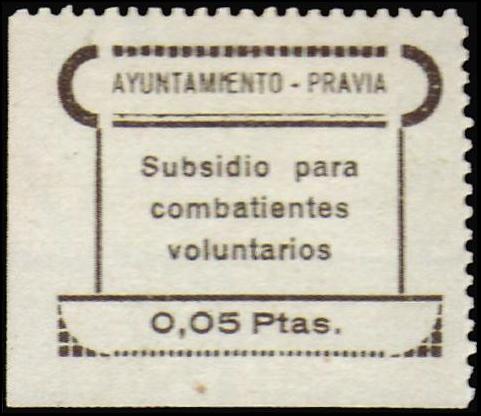 AYUNTAMIENTO - PRAVIA
Subsidio para
combatientes
voluntarios
0,05 Ptas.